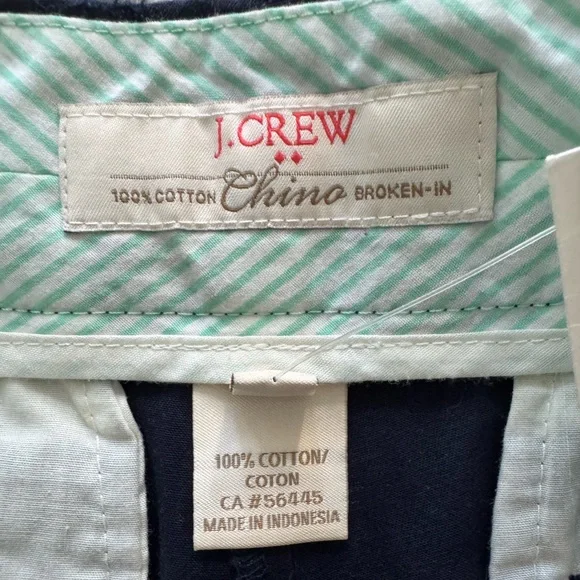 J.CREW
100% COTTON Chino BROKEN-IN
100% COTTON/
COTON
CA #56445
MADE IN INDONESIA